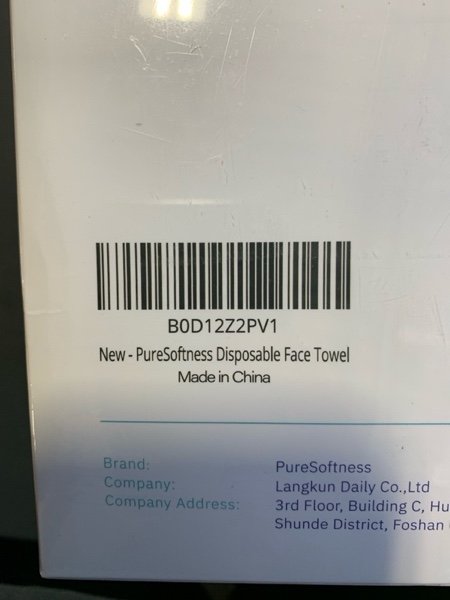 B0D12Z2PV1
New - PureSoftness Disposable Face Towel
Made in China
Brand: PureSoftness
Company: Langkun Daily Co.,Ltd
Company Address: 3rd Floor, Building C, Hu
Shunde District, Foshan